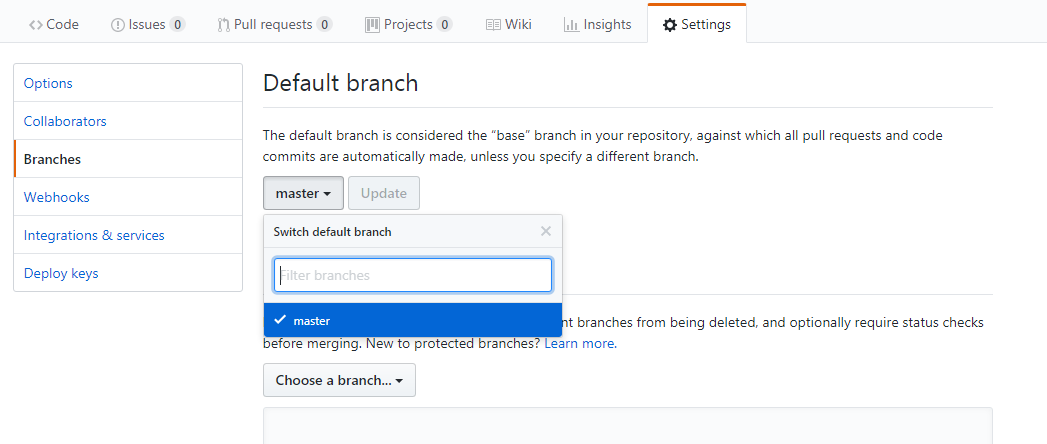 Code Issues 0 Pull requests 0 Projects 0 Wiki Insights Settings
Options
Collaborators
Branches
Webhooks
Integrations & services
Deploy keys
Default branch
The default branch is considered the “base” branch in your repository, against which all pull requests and code
commits are automatically made, unless you specify a different branch.
master Update
Switch default branch
Filter branches
master
nt branches from being deleted, and optionally require status checks
before merging. New to protected branches? Learn more.
Choose a branch...